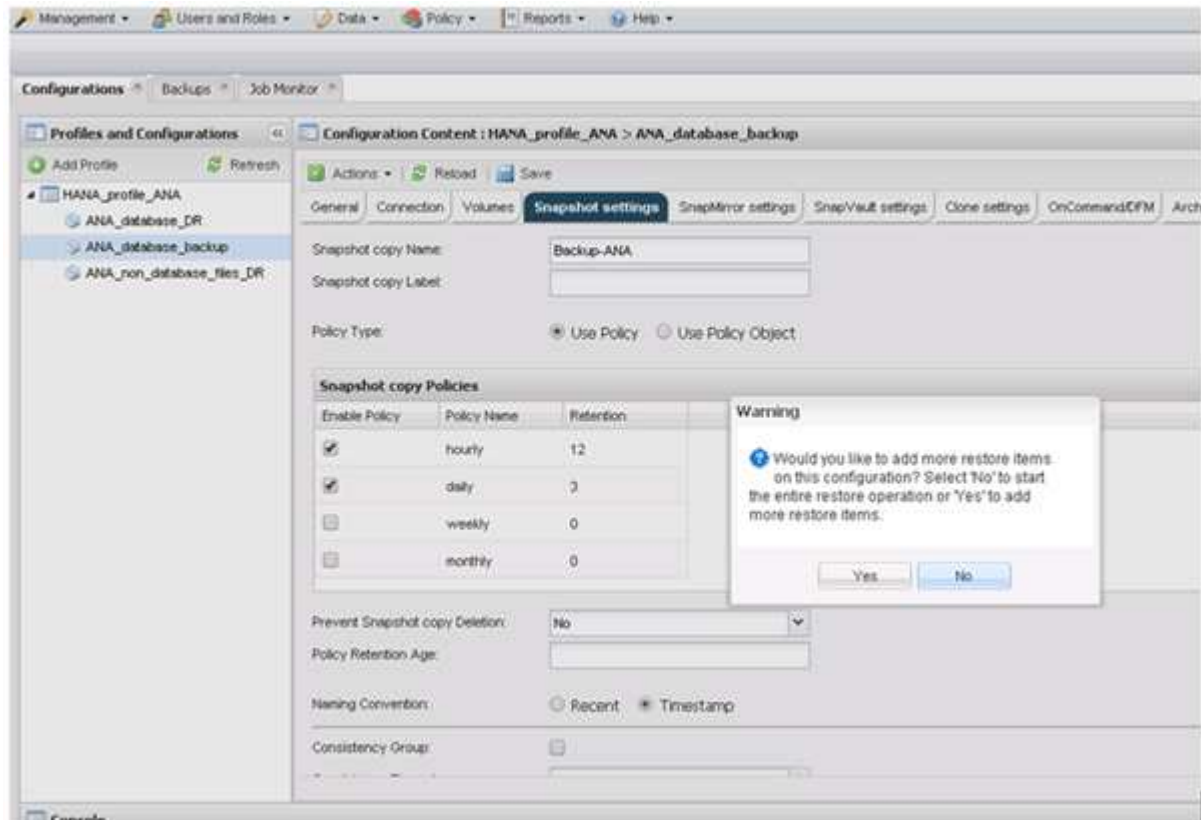 Management Users and Roles Data Policy Reports Help
Configurations Backups Job Monitor
Profiles and Configurations
Add Profile Refresh
HANA_profile_ANA
ANA_database_DR
ANA_database_backup
ANA_non_database_files_DR
Configuration Content : HANA_profile_ANA > ANA_database_backup
Actions Reload Save
General Connection Volumes Snapshot settings SnapMirror settings SnapVault settings Clone settings OnCommand/DFM Arch
Snapshot copy Name: Backup-ANA
Snapshot copy Label:
Policy Type: Use Policy Use Policy Object
Snapshot copy Policies
Enable Policy Policy Name Retention
hourly 12
daily 3
weekly 0
monthly 0
Warning
Would you like to add more restore items
on this configuration? Select 'No' to start
the entire restore operation or 'Yes' to add
more restore items.
Yes No
Prevent Snapshot copy Deletion: No
Policy Retention Age:
Naming Convention: Recent Timestamp
Consistency Group:
Console